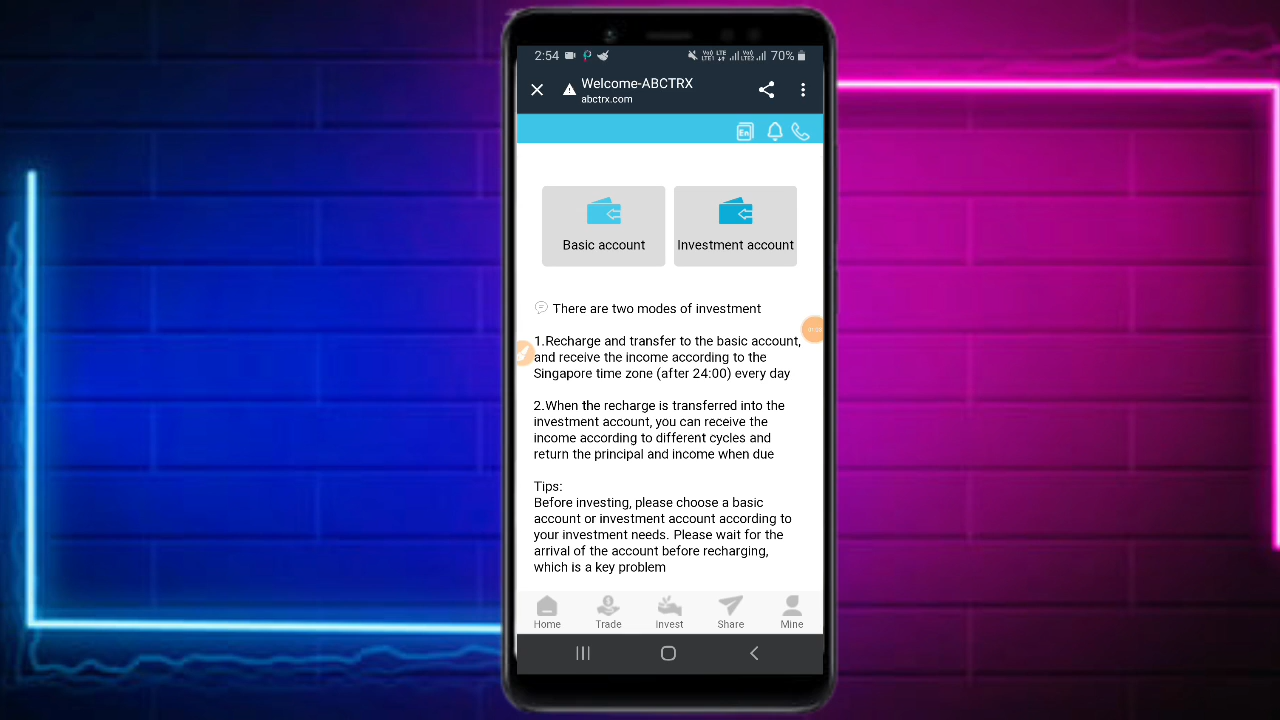 2:54 70%
Welcome-ABCTRX
abctrx.com
En
Basic account Investment account
There are two modes of investment
1.Recharge and transfer to the basic account,
and receive the income according to the
Singapore time zone (after 24:00) every day
2.When the recharge is transferred into the
investment account, you can receive the
income according to different cycles and
return the principal and income when due
Tips:
Before investing, please choose a basic
account or investment account according to
your investment needs. Please wait for the
arrival of the account before recharging,
which is a key problem
Home Trade Invest Share Mine